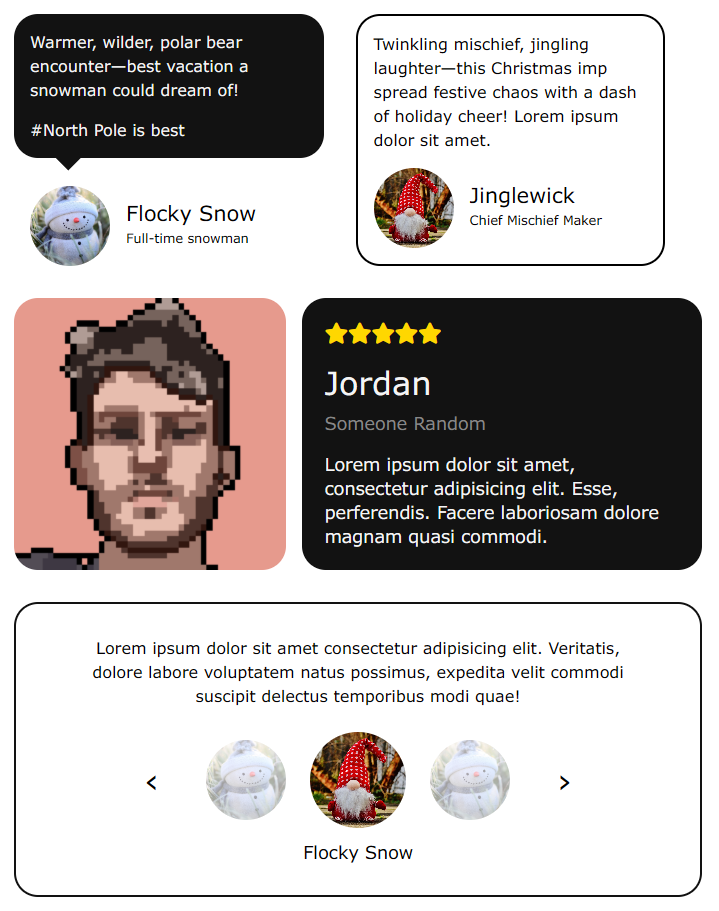 Warmer, wilder, polar bear
encounter—best vacation a
snowman could dream of!
#North Pole is best
Flocky Snow
Full-time snowman
Twinkling mischief, jingling
laughter—this Christmas imp
spread festive chaos with a dash
of holiday cheer! Lorem ipsum
dolor sit amet.
Jinglewick
Chief Mischief Maker
Jordan
Someone Random
Lorem ipsum dolor sit amet,
consectetur adipisicing elit. Esse,
perferendis. Facere laboriosam dolore
magnam quasi commodi.
Lorem ipsum dolor sit amet consectetur adipisicing elit. Veritatis,
dolore labore voluptatem natus possimus, expedita velit commodi
suscipit delectus temporibus modi quae!
Flocky Snow